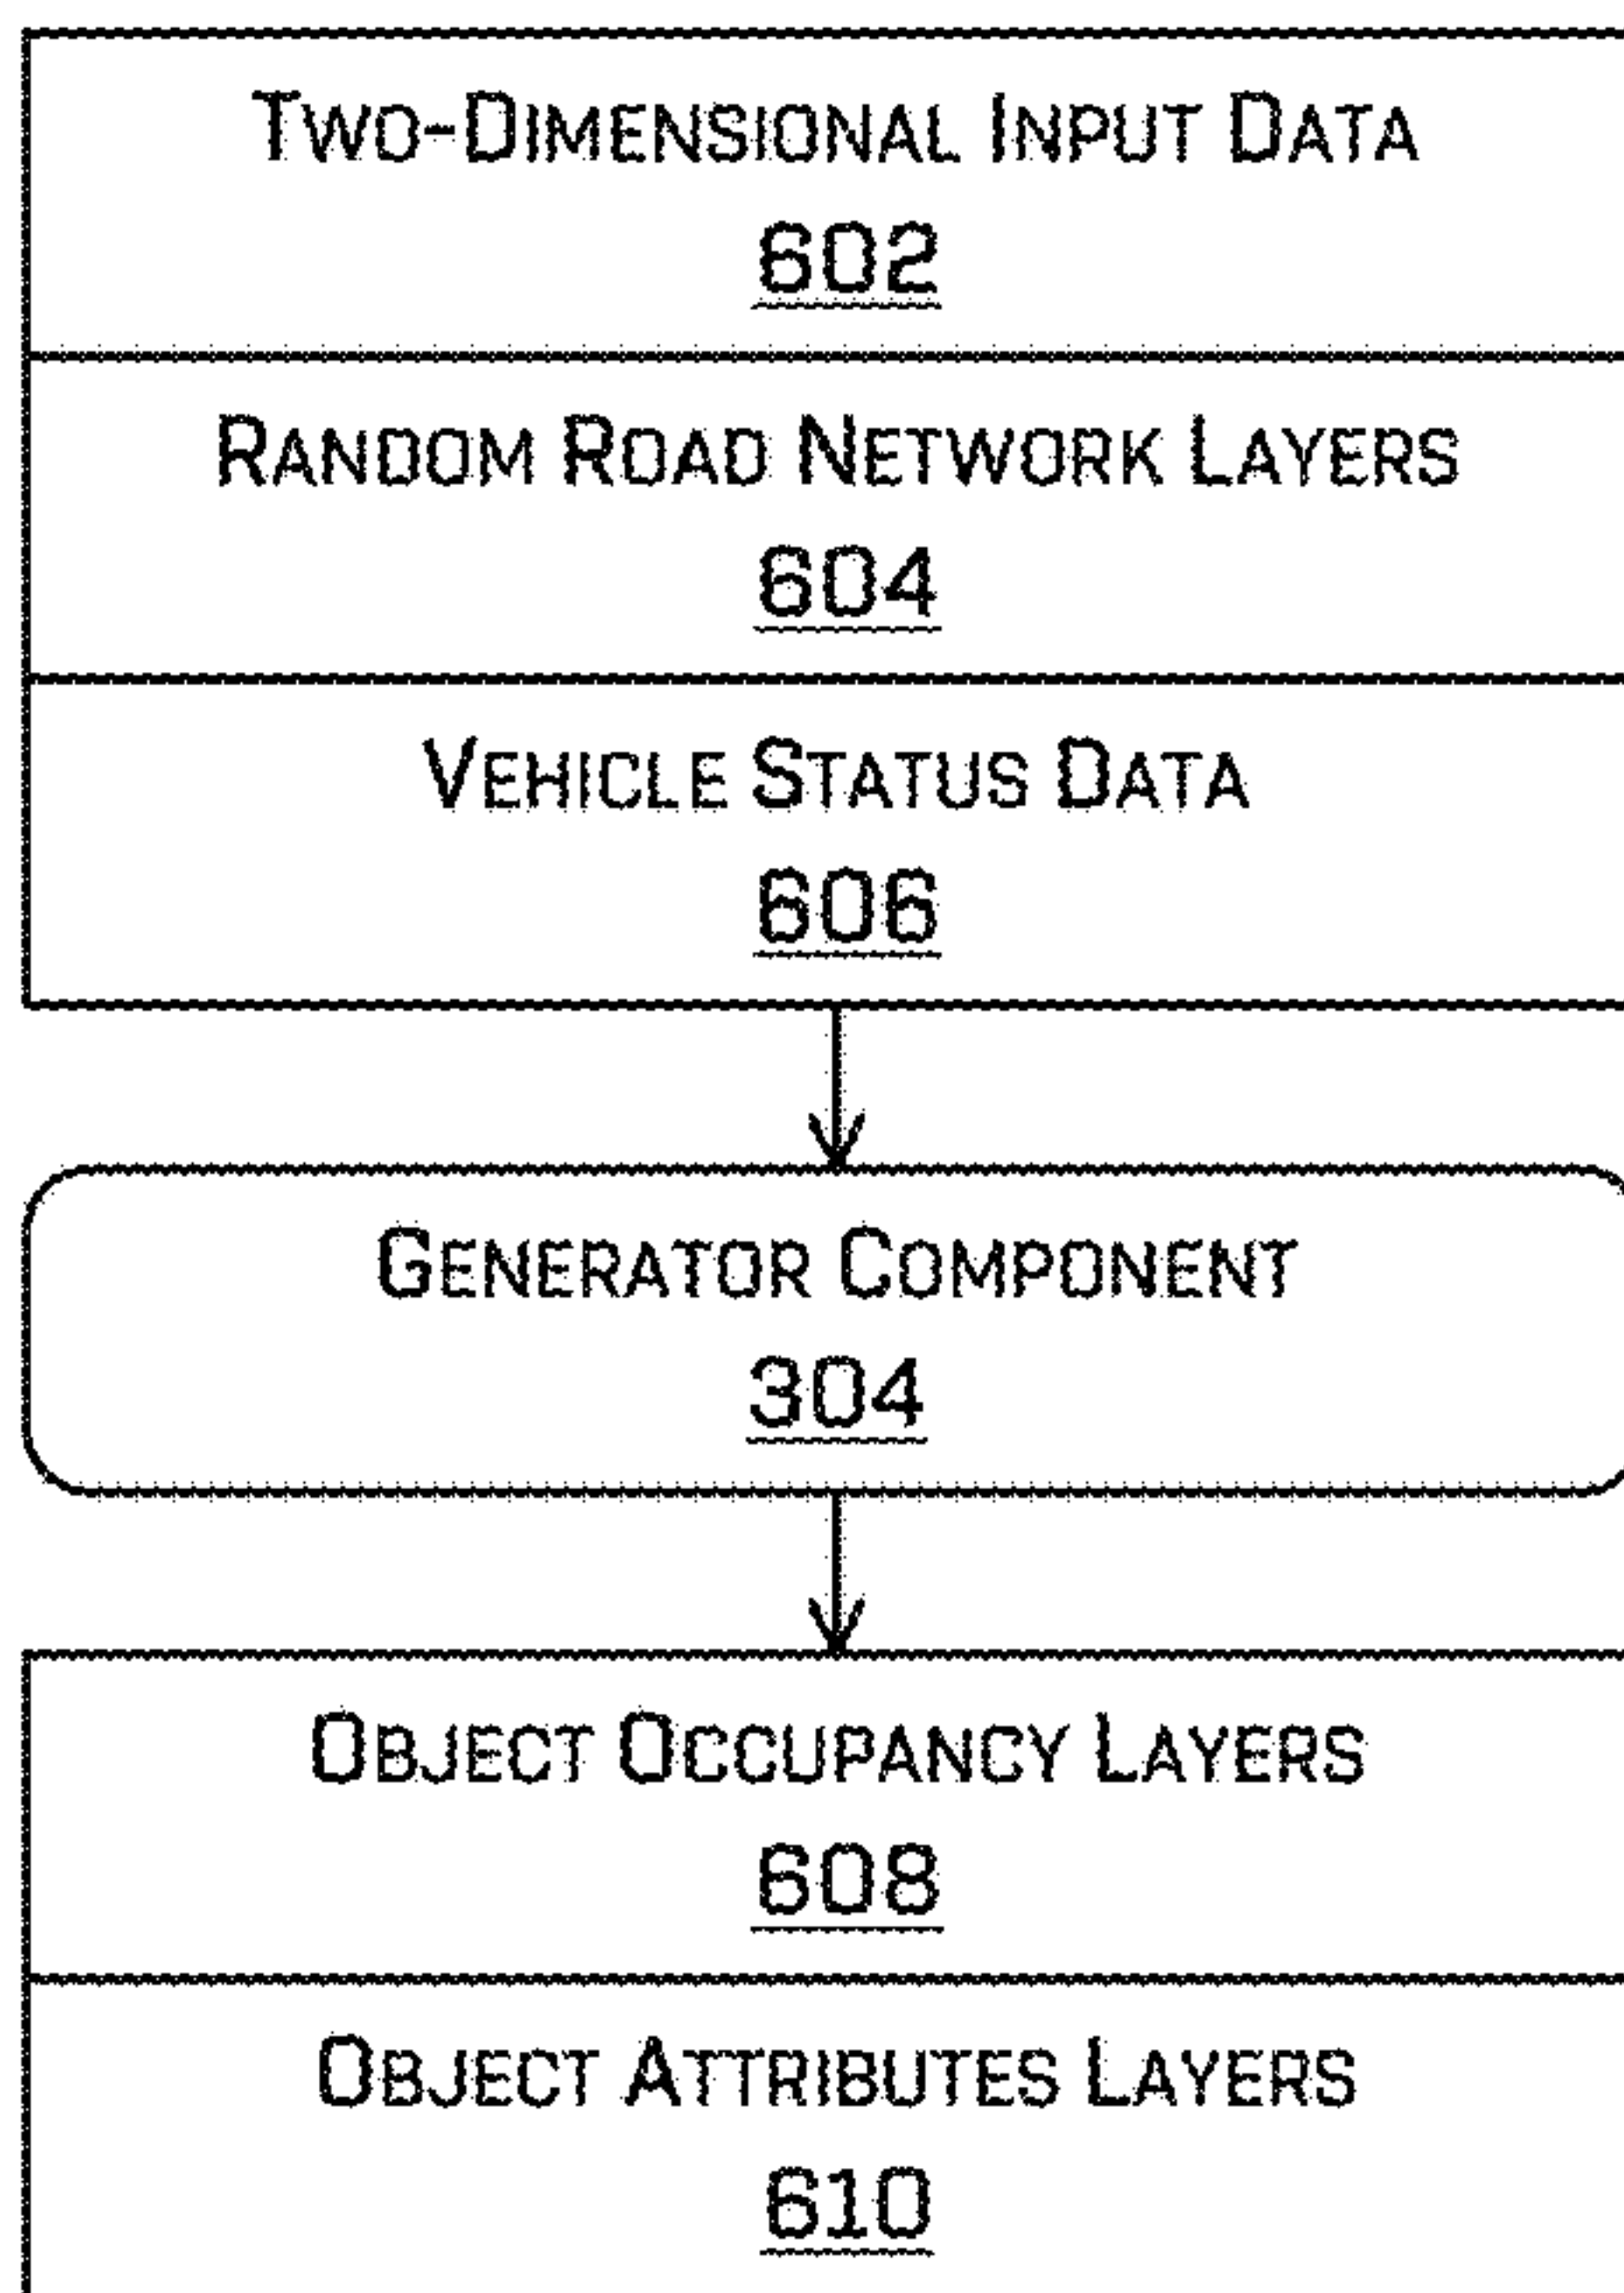 Two-Dimensional Input Data
602
Random Road Network Layers
604
Vehicle Status Data
606
Generator Component
304
Object Occupancy Layers
608
Object Attributes Layers
610